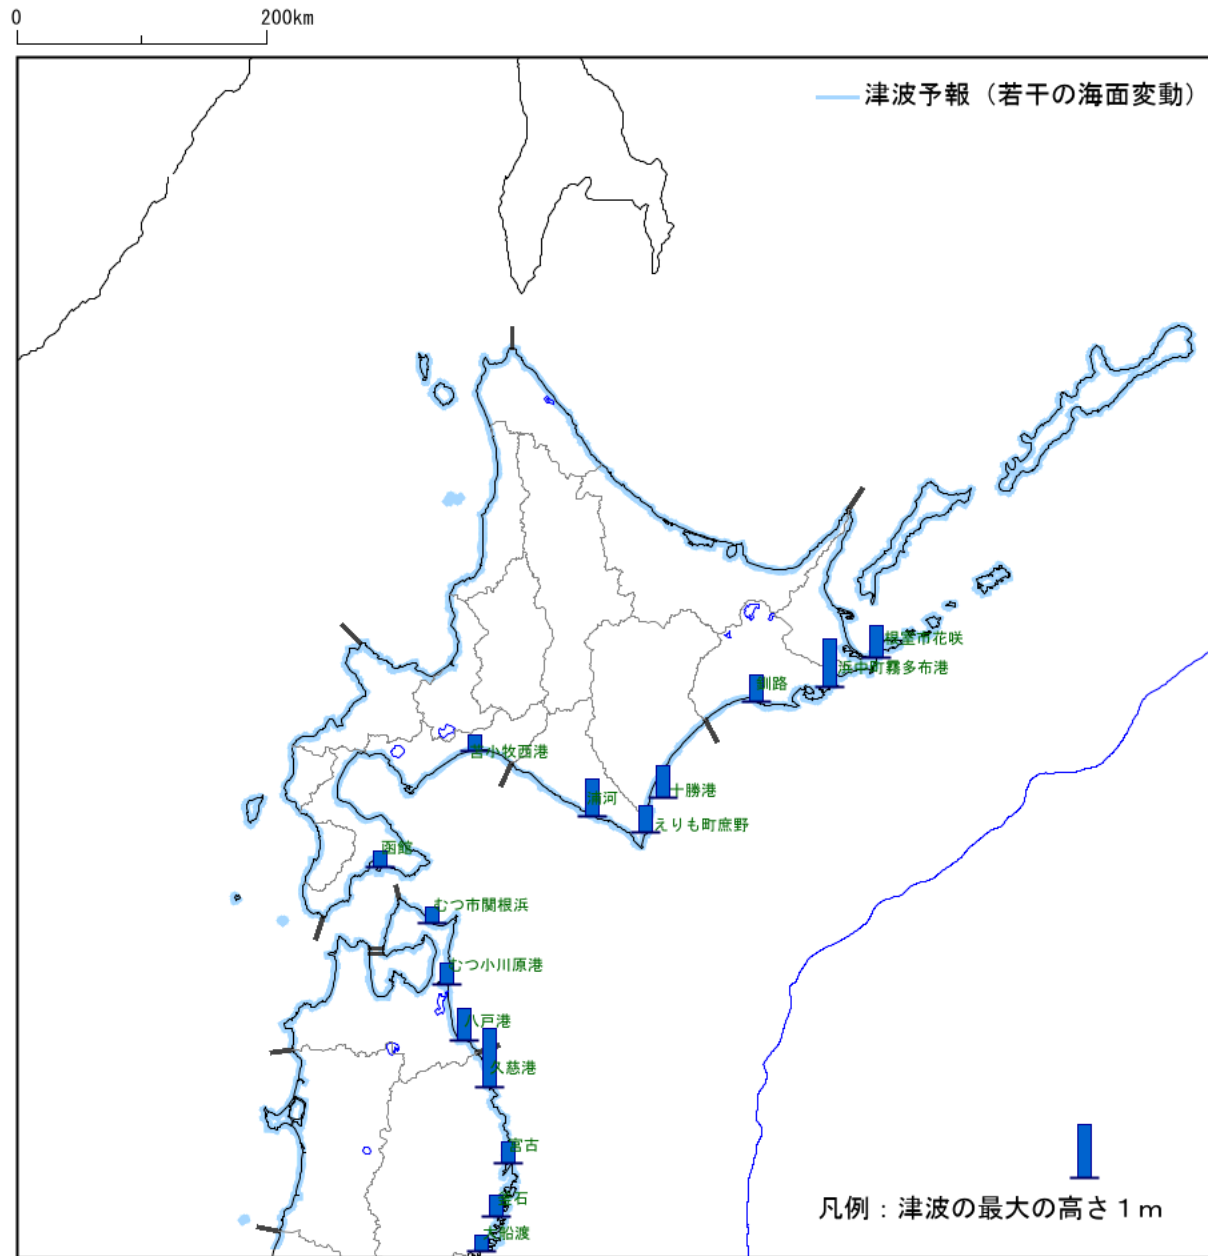 0 200km
津波予報（若干の海面変動）
根室市花咲
浜中町霧多布港
釧路
苫小牧西港
十勝港
浦河
えりも町庶野
函館
むつ市関根浜
むつ小川原港
八戸港
久慈港
宮古
釜石
大船渡
凡例：津波の最大の高さ１ｍ